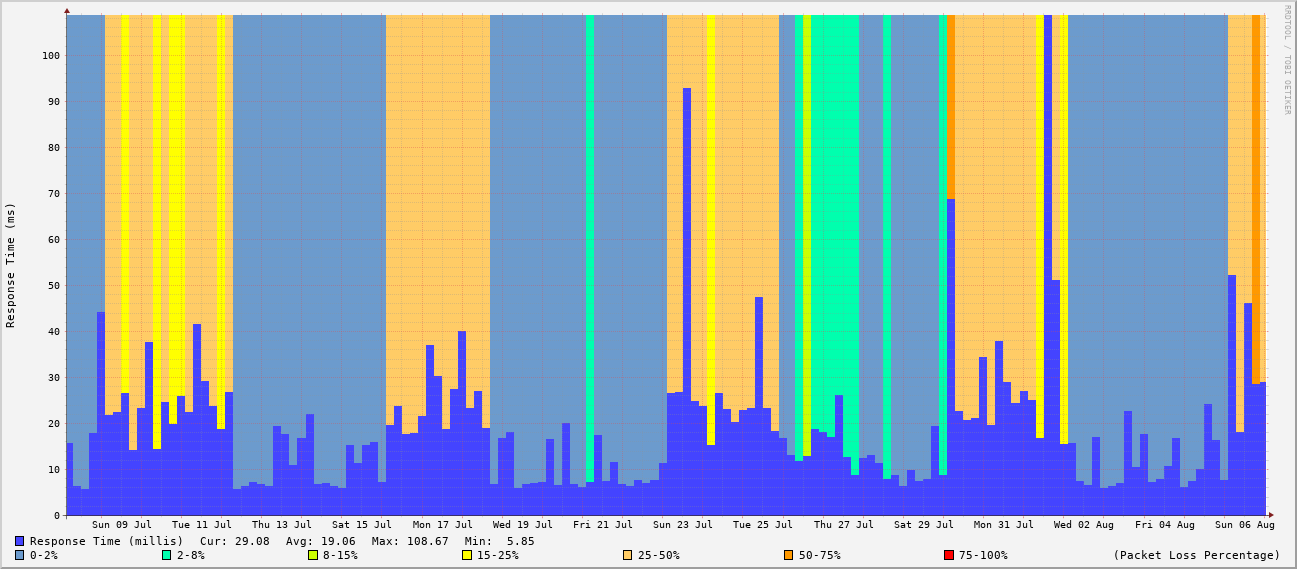 RRDTOOL / TOBI OETIKER
Response Time (ms)
100
90
80
70
60
50
40
30
20
10
0
Sun 09 Jul Tue 11 Jul Thu 13 Jul Sat 15 Jul Mon 17 Jul Wed 19 Jul Fri 21 Jul Sun 23 Jul Tue 25 Jul Thu 27 Jul Sat 29 Jul Mon 31 Jul Wed 02 Aug Fri 04 Aug Sun 06 Aug
Response Time (millis) Cur: 29.08 Avg: 19.06 Max: 108.67 Min: 5.85
0-2% 2-8% 8-15% 15-25% 25-50% 50-75% 75-100% (Packet Loss Percentage)